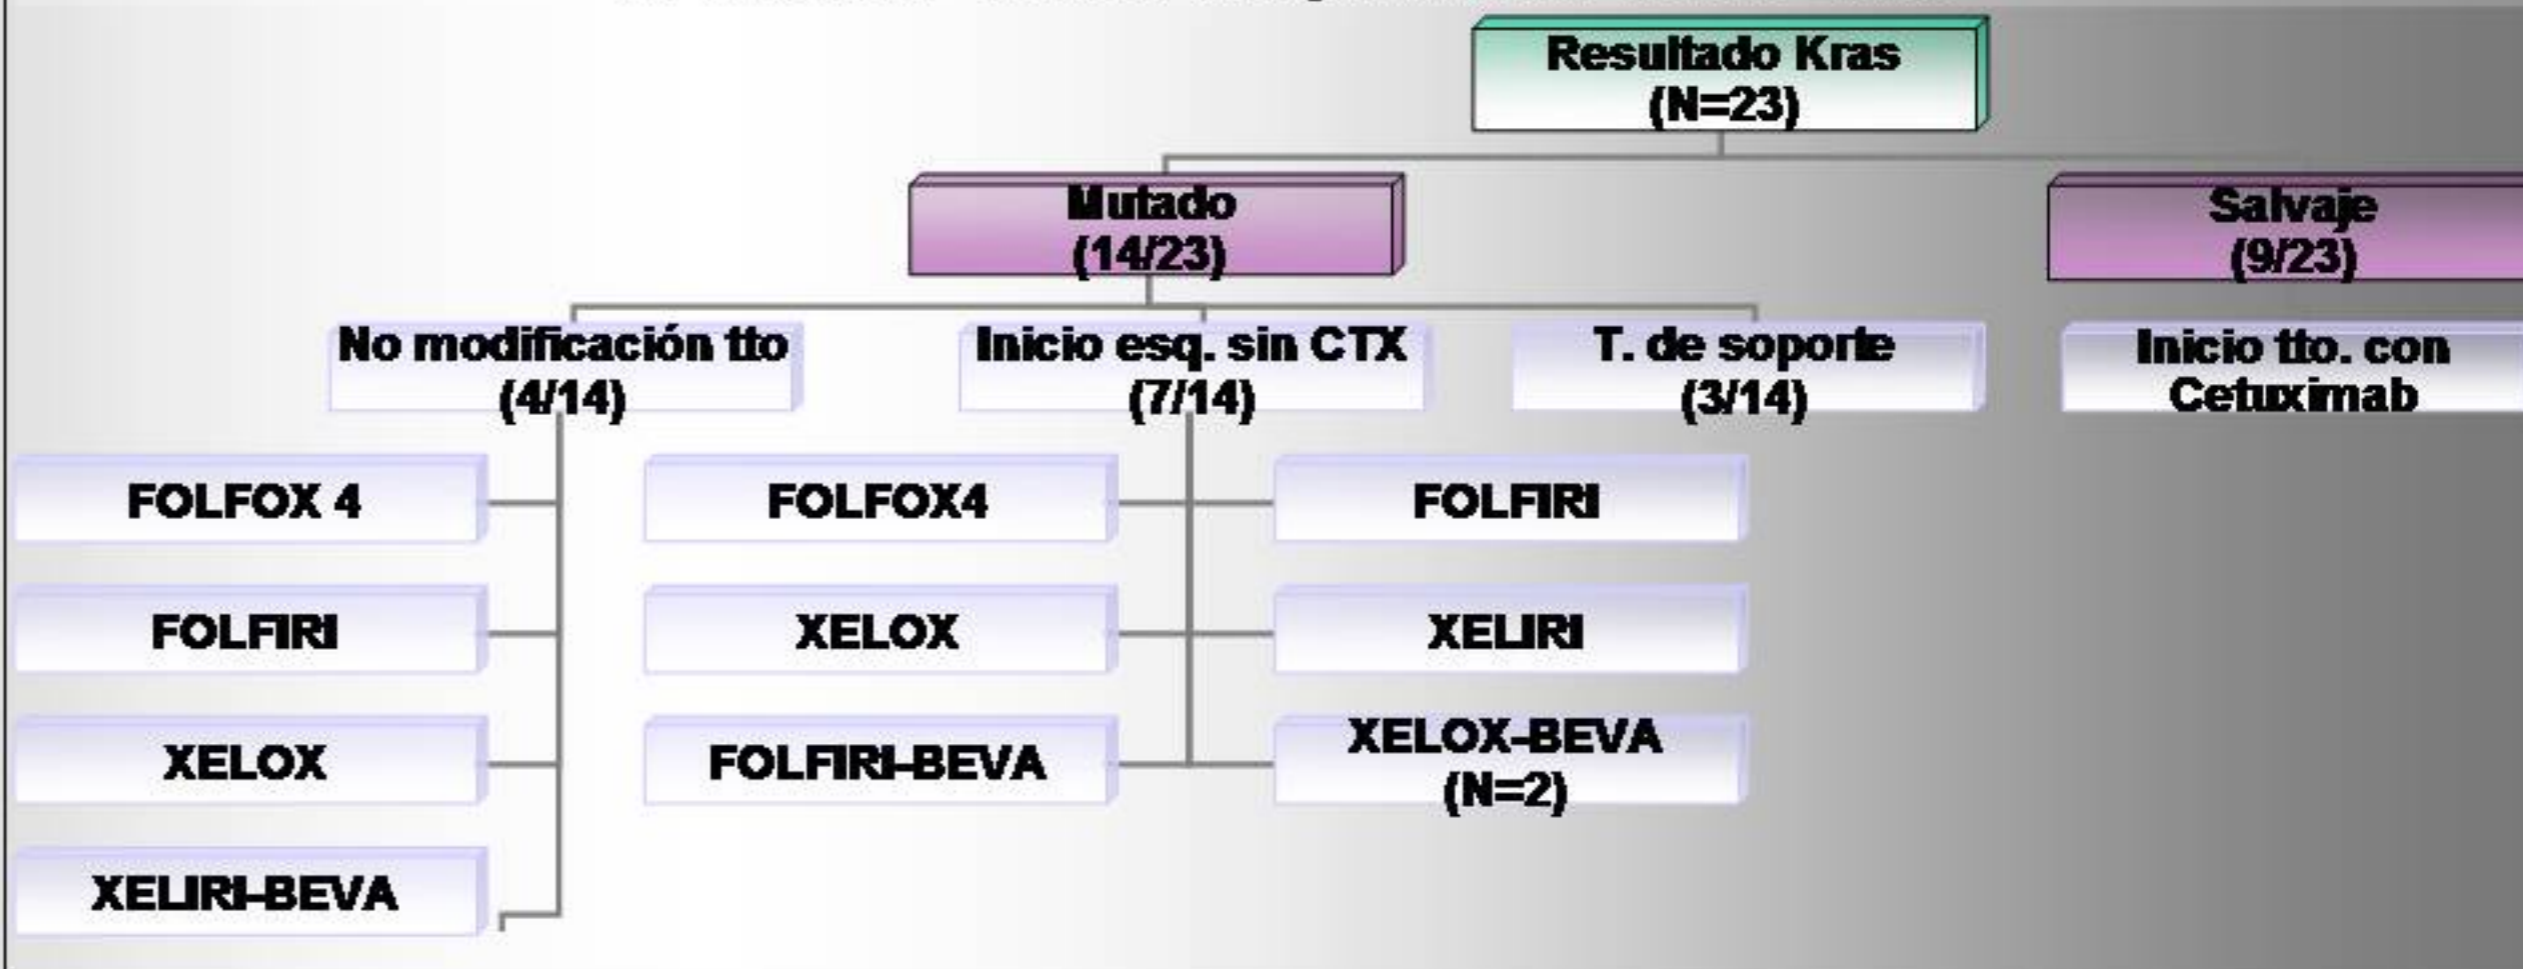 Resultado Kras
(N=23)
Mutado
(14/23)
Salvaje
(9/23)
No modificación tto
(4/14)
Inicio esq. sin CTX
(7/14)
T. de soporte
(3/14)
Inicio tto. con
Cetuximab
FOLFOX 4
FOLFOX4
FOLFIRI
FOLFIRI
XELOX
XELIRI
XELOX
FOLFIRI-BEVA
XELOX-BEVA
(N=2)
XELIRI-BEVA